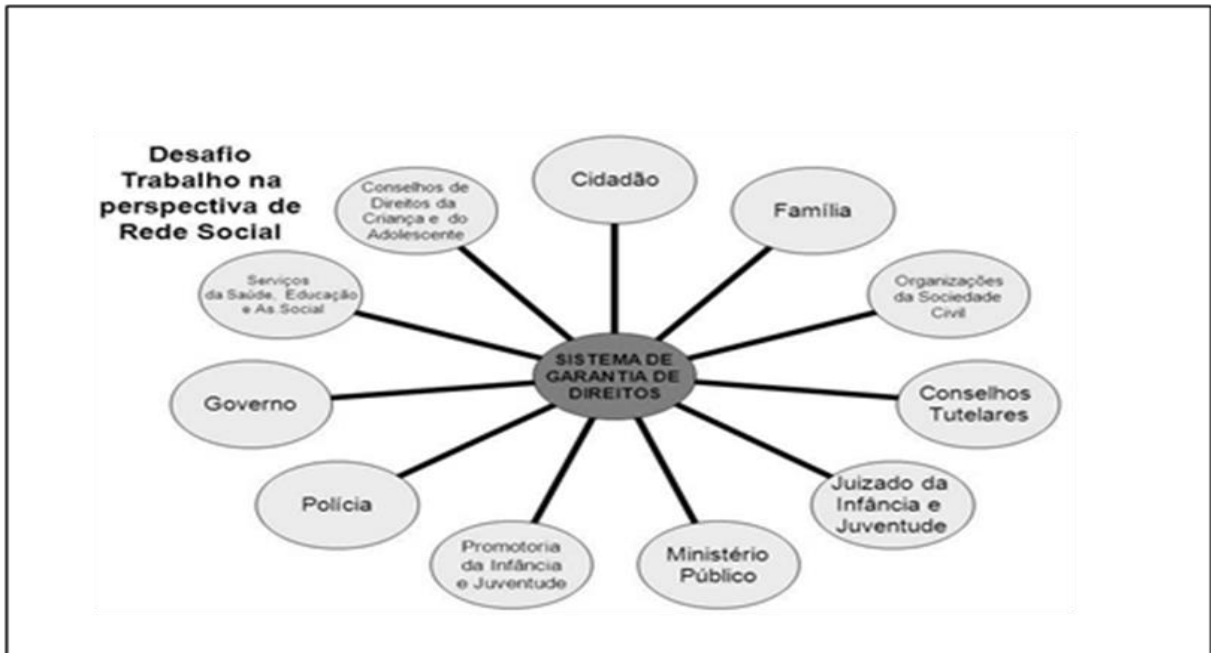 Desafio
Trabalho na
perspectiva de
Rede Social
Conselhos de
Direitos da
Criança e do
Adolescente
Cidadão
Família
Organizações
da Sociedade
Civil
Conselhos
Tutelares
Juizado da
Infância e
Juventude
Ministério
Público
Promotoria
da Infância
e Juventude
Polícia
Governo
Serviços
da Saúde, Educação
e As.Social
SISTEMA DE
GARANTIA DE
DIREITOS